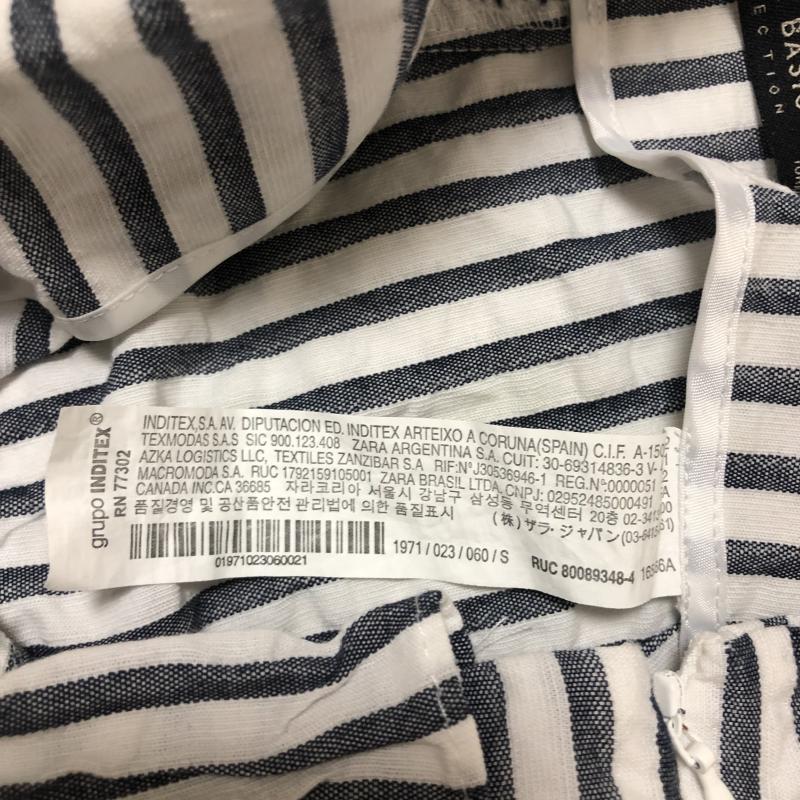 BASIC
CTION
grupo INDITEX®
RN 77302
INDITEX,S.A. AV. DIPUTACION ED. INDITEX ARTEIXO A CORUNA(SPAIN) C.I.F. A-150
TEXMODAS S.A.S SIC 900.123.408 ZARA ARGENTINA S.A. CUIT: 30-69314836-3 V-
AZKA LOGISTICS LLC, TEXTILES ZANZIBAR S.A. RIF:Nº J30536946-1 REG.Nº0000051
MACROMODA S.A. RUC 1792159105001 ZARA BRASIL LTDA,CNPJ: 02952485000491
CANADA INC.CA 36685 자라코리아 서울시 강남구 삼성동 무역센터 20층 02-341
품질경영 및 공산품안전 관리법에 의한 품질표시 (株) ザラ・ジャパン (03-641
01971023060021
1971 / 023 / 060 / S
RUC 80089348-4